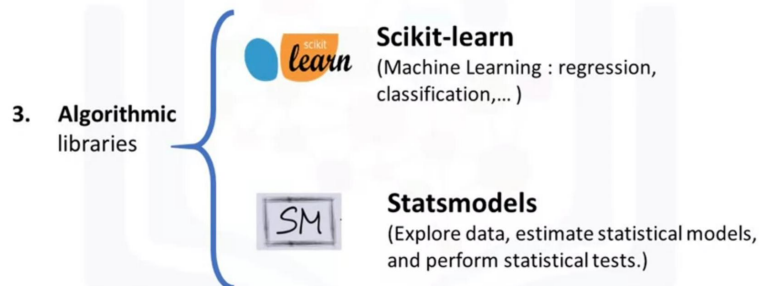 3. Algorithmic
libraries
scikit
learn
Scikit-learn
(Machine Learning : regression,
classification,... )
SM
Statsmodels
(Explore data, estimate statistical models,
and perform statistical tests.)